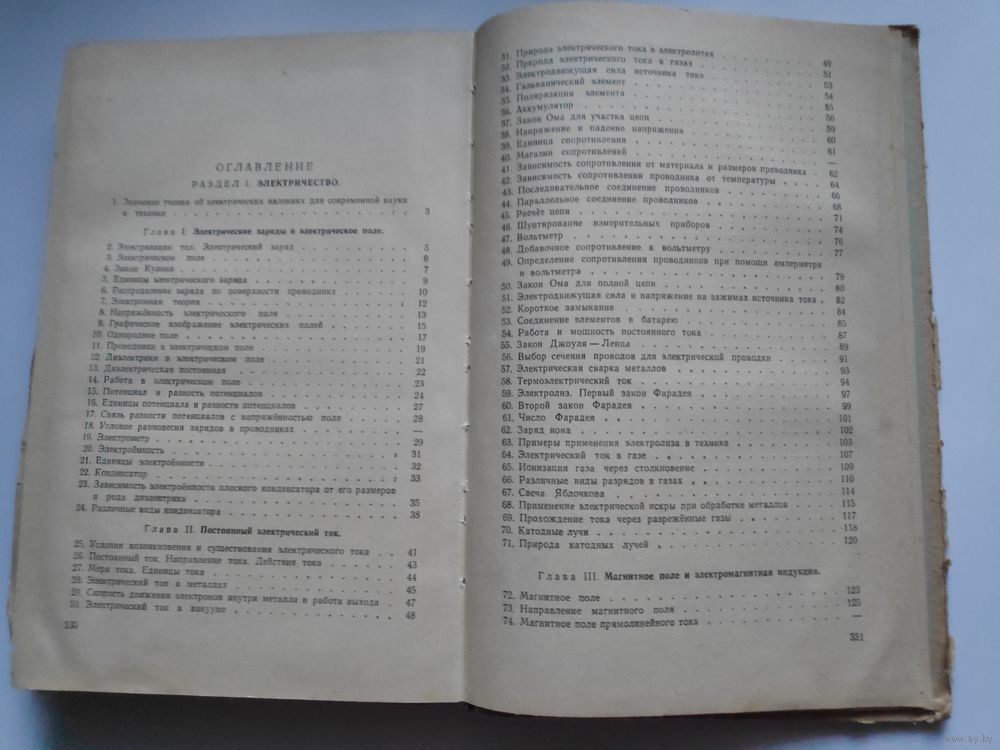 ОГЛАВЛЕНИЕ
РАЗДЕЛ I. ЭЛЕКТРИЧЕСТВО.
1. Значение учения об электрических явлениях для современной науки
и техники . . . 3
Глава I. Электрические заряды и электрическое поле.
2. Электризация тел. Электрический заряд . . . 5
3. Электрическое поле . . . 6
4. Закон Кулона . . . 7
5. Единицы электрического заряда . . . 9
6. Распределение заряда по поверхности проводника . . . 10
7. Электронная теория . . . 12
8. Напряжённость электрического поля . . . 13
9. Графическое изображение электрических полей . . . 15
10. Однородное поле . . . 17
11. Проводники в электрическом поле . . . 19
12. Диэлектрики в электрическом поле . . . 21
13. Диэлектрическая постоянная . . . 22
14. Работа в электрическом поле . . . 23
15. Потенциал и разность потенциалов . . . 24
16. Единицы потенциала и разности потенциалов . . . 27
17. Связь разности потенциалов с напряжённостью поля . . . 28
18. Условие равновесия зарядов в проводниках . . . —
19. Электрометр . . . 29
20. Электроёмкость . . . 31
21. Единицы электроёмкости . . . 32
22. Конденсатор . . . 33
23. Зависимость электроёмкости плоского конденсатора от его размеров
и рода диэлектрика . . . 35
24. Различные виды конденсатора . . . 38
Глава II. Постоянный электрический ток.
25. Условия возникновения и существования электрического тока . . . 41
26. Постоянный ток. Направление тока. Действия тока . . . 43
27. Мера тока. Единицы тока . . . 44
28. Электрический ток в металлах . . . 45
29. Скорость движения электронов внутри металла и работа выхода . . . 47
30. Электрический ток в вакууме . . . 48
330
31. Природа электрического тока в электролитах . . . 49
32. Природа электрического тока в газах . . . 51
33. Электродвижущая сила источника тока . . . 53
34. Гальванический элемент . . . 54
35. Поляризация элемента . . . 55
36. Аккумулятор . . . 56
37. Закон Ома для участка цепи . . . 59
38. Напряжение и падение напряжения . . . 60
39. Единица сопротивления . . . 61
40. Магазин сопротивлений . . . —
41. Зависимость сопротивления от материала и размеров проводника . 62
42. Зависимость сопротивления проводника от температуры . . . 64
43. Последовательное соединение проводников . . . 66
44. Параллельное соединение проводников . . . 68
45. Расчёт цепи . . . 71
46. Шунтирование измерительных приборов . . . 74
47. Вольтметр . . . 76
48. Добавочное сопротивление к вольтметру . . . 77
49. Определение сопротивления проводников при помощи амперметра
и вольтметра . . . 79
50. Закон Ома для полной цепи . . . 80
51. Электродвижущая сила и напряжение на зажимах источника тока . 82
52. Короткое замыкание . . . 84
53. Соединение элементов в батарею . . . 85
54. Работа и мощность постоянного тока . . . 87
55. Закон Джоуля — Ленца . . . 89
56. Выбор сечения проводов для электрической проводки . . . 91
57. Электрическая сварка металлов . . . 93
58. Термоэлектрический ток . . . 94
59. Электролиз. Первый закон Фарадея . . . 97
60. Второй закон Фарадея . . . 99
61. Число Фарадея . . . 101
62. Заряд иона . . . 102
63. Примеры применения электролиза в технике . . . 103
64. Электрический ток в газе . . . 107
65. Ионизация газа через столкновение . . . 109
66. Различные виды разрядов в газах . . . 110
67. Свеча Яблочкова . . . 114
68. Применение электрической искры при обработке металлов . . . 115
69. Прохождение тока через разрежённые газы . . . 117
70. Катодные лучи . . . 118
71. Природа катодных лучей . . . 120
Глава III. Магнитное поле и электромагнитная индукция.
72. Магнитное поле . . . 123
73. Направление магнитного поля . . . 125
74. Магнитное поле прямолинейного тока . . . —
331
www.ay.by